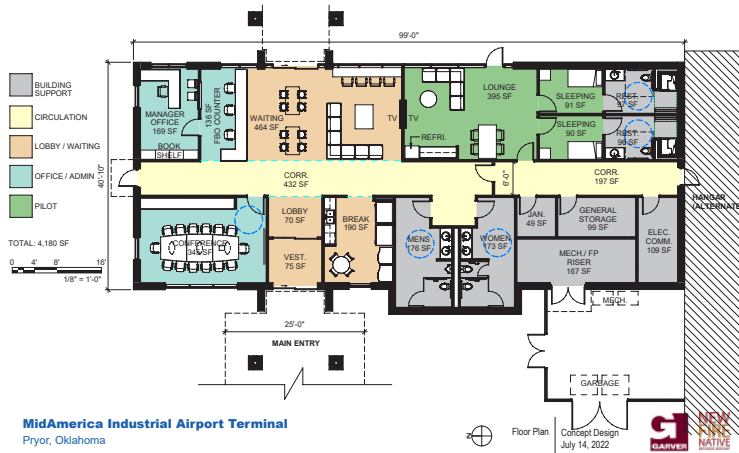 99'-0"
40'-0"
BUILDING
SUPPORT
CIRCULATION
LOBBY / WAITING
OFFICE / ADMIN
PILOT
TOTAL: 4,180 SF
0 4' 8' 16'
1/8" = 1'-0"
MANAGER
OFFICE
169 SF
BOOK
SHELF
136 SF
FBO COUNTER
WAITING
464 SF
TV
TV
REFRI.
LOUNGE
395 SF
SLEEPING
91 SF
SLEEPING
90 SF
REST.
97 SF
REST.
96 SF
CORR.
432 SF
6'-0"
CORR.
197 SF
HANGAR
(ALTERNATE
CONFERENCE
345 SF
LOBBY
70 SF
VEST.
75 SF
BREAK
190 SF
MENS
176 SF
WOMEN
173 SF
JAN.
49 SF
GENERAL
STORAGE
99 SF
ELEC.
COMM.
109 SF
MECH / FP
RISER
167 SF
MECH.
GARBAGE
25'-0"
MAIN ENTRY
MidAmerica Industrial Airport Terminal
Pryor, Oklahoma
Z
Floor Plan
Concept Design
July 14, 2022
GARVER
NEW
FIRE
NATIVE